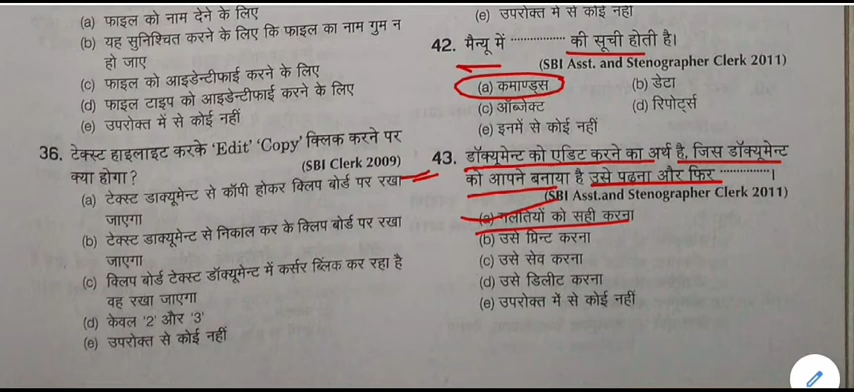 (a) फाइल को नाम देने के लिए
(b) यह सुनिश्चित करने के लिए कि फाइल का नाम गुम न
हो जाए
(c) फाइल को आइडेन्टीफाई करने के लिए
(d) फाइल टाइप को आइडेन्टीफाई करने के लिए
(e) उपरोक्त में से कोई नहीं
36. टेक्स्ट हाइलाइट करके ‘Edit’ ‘Copy’ क्लिक करने पर
क्या होगा? (SBI Clerk 2009)
(a) टेक्स्ट डाक्यूमेन्ट से कॉपी होकर क्लिप बोर्ड पर रखा
जाएगा
(b) टेक्स्ट डाक्यूमेन्ट से निकाल कर के क्लिप बोर्ड पर रखा
जाएगा
(c) क्लिप बोर्ड टेक्स्ट डॉक्यूमेन्ट में कर्सर ब्लिंक कर रहा है
वह रखा जाएगा
(d) केवल '2' और '3'
(e) उपरोक्त से कोई नहीं
(e) उपरोक्त में से कोई नहीं
42. मैन्यू में ............... की सूची होती है।
(SBI Asst. and Stenographer Clerk 2011)
(a) कमाण्ड्स (b) डेटा
(c) ऑब्जेक्ट (d) रिपोर्ट्स
(e) इनमें से कोई नहीं
43. डॉक्यूमेन्ट को एडिट करने का अर्थ है, जिस डॉक्यूमेन्ट
को आपने बनाया है उसे पढ़ना और फिर ...............।
(SBI Asst.and Stenographer Clerk 2011)
(a) गलतियों को सही करना
(b) उसे प्रिन्ट करना
(c) उसे सेव करना
(d) उसे डिलीट करना
(e) उपरोक्त में से कोई नहीं